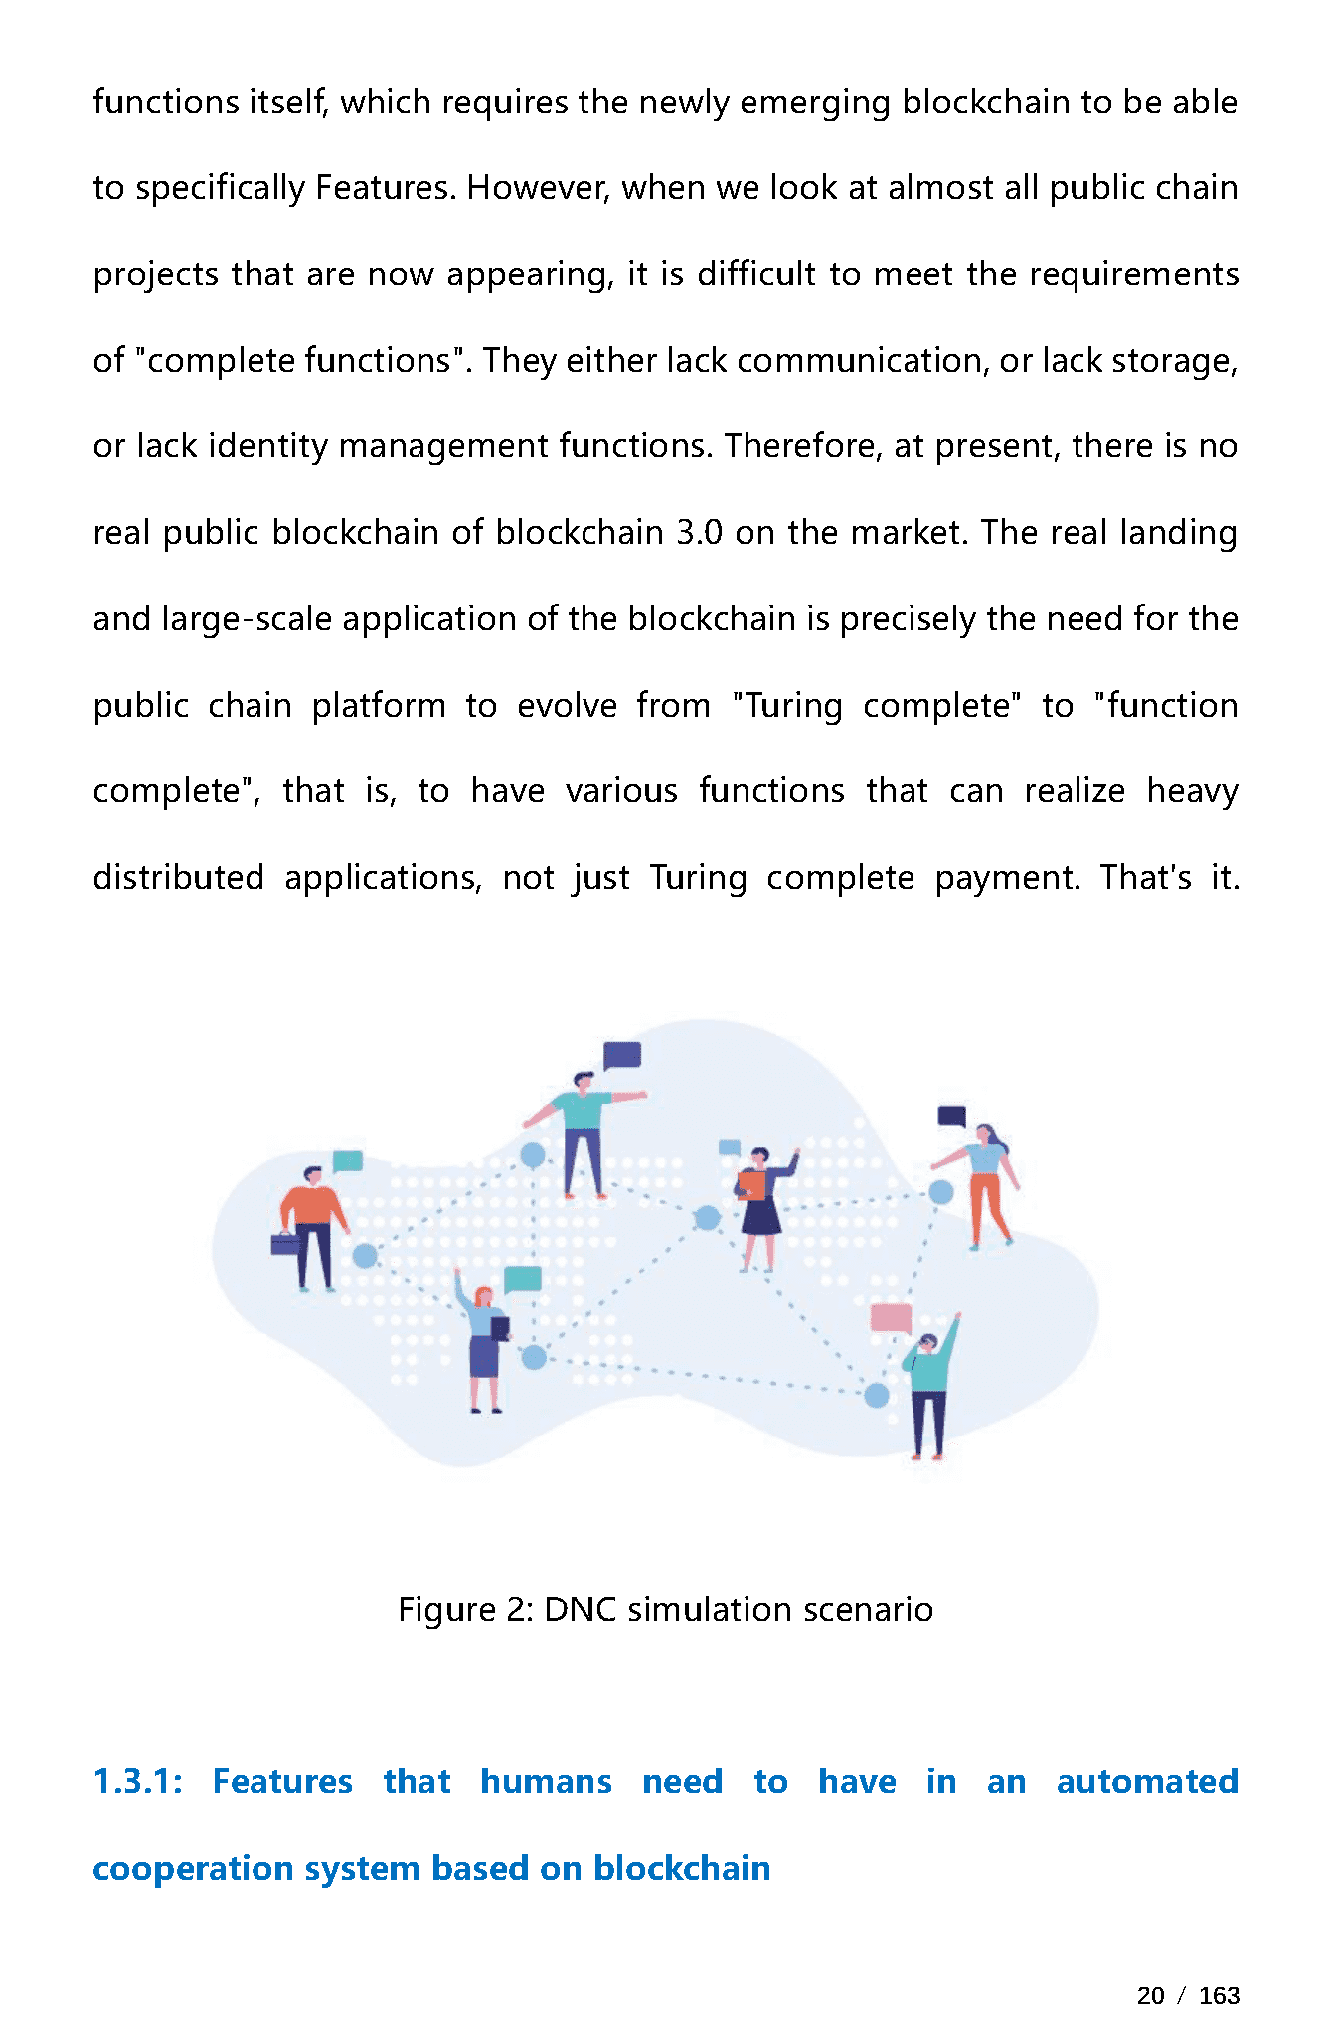 functions itself, which requires the newly emerging blockchain to be able
to specifically Features. However, when we look at almost all public chain
projects that are now appearing, it is difficult to meet the requirements
of "complete functions". They either lack communication, or lack storage,
or lack identity management functions. Therefore, at present, there is no
real public blockchain of blockchain 3.0 on the market. The real landing
and large-scale application of the blockchain is precisely the need for the
public chain platform to evolve from "Turing complete" to "function
complete", that is, to have various functions that can realize heavy
distributed applications, not just Turing complete payment. That's it.
Figure 2: DNC simulation scenario
1.3.1: Features that humans need to have in an automated
cooperation system based on blockchain
20 / 163